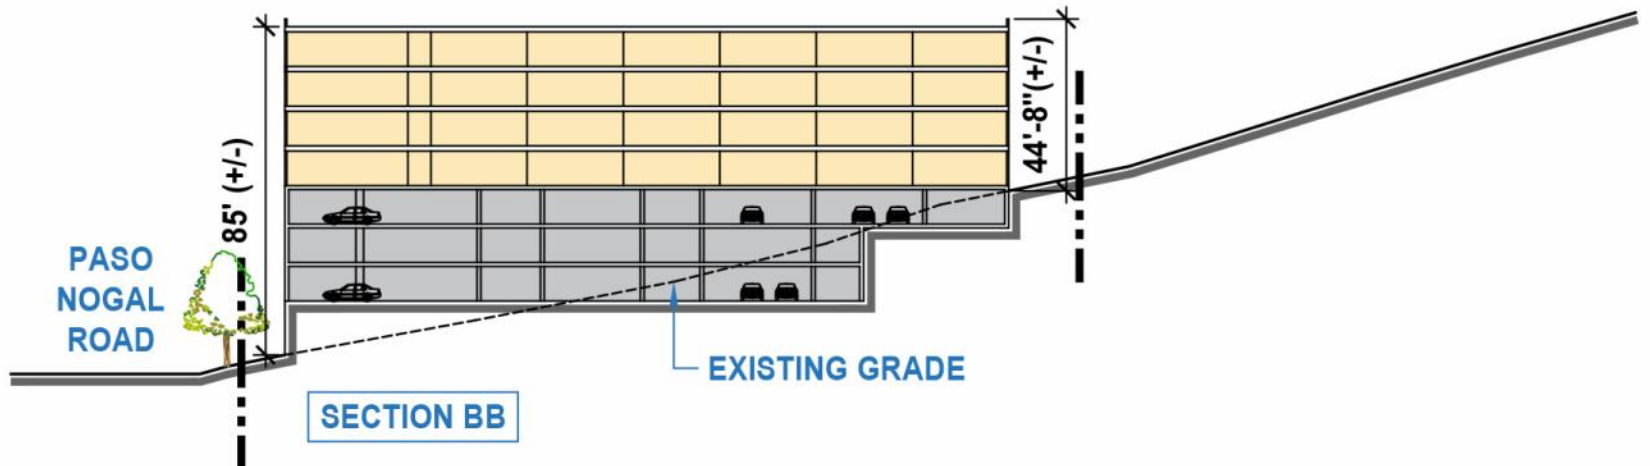 85' (+/-)
44'-8"(+/-)
PASO
NOGAL
ROAD
EXISTING GRADE
SECTION BB